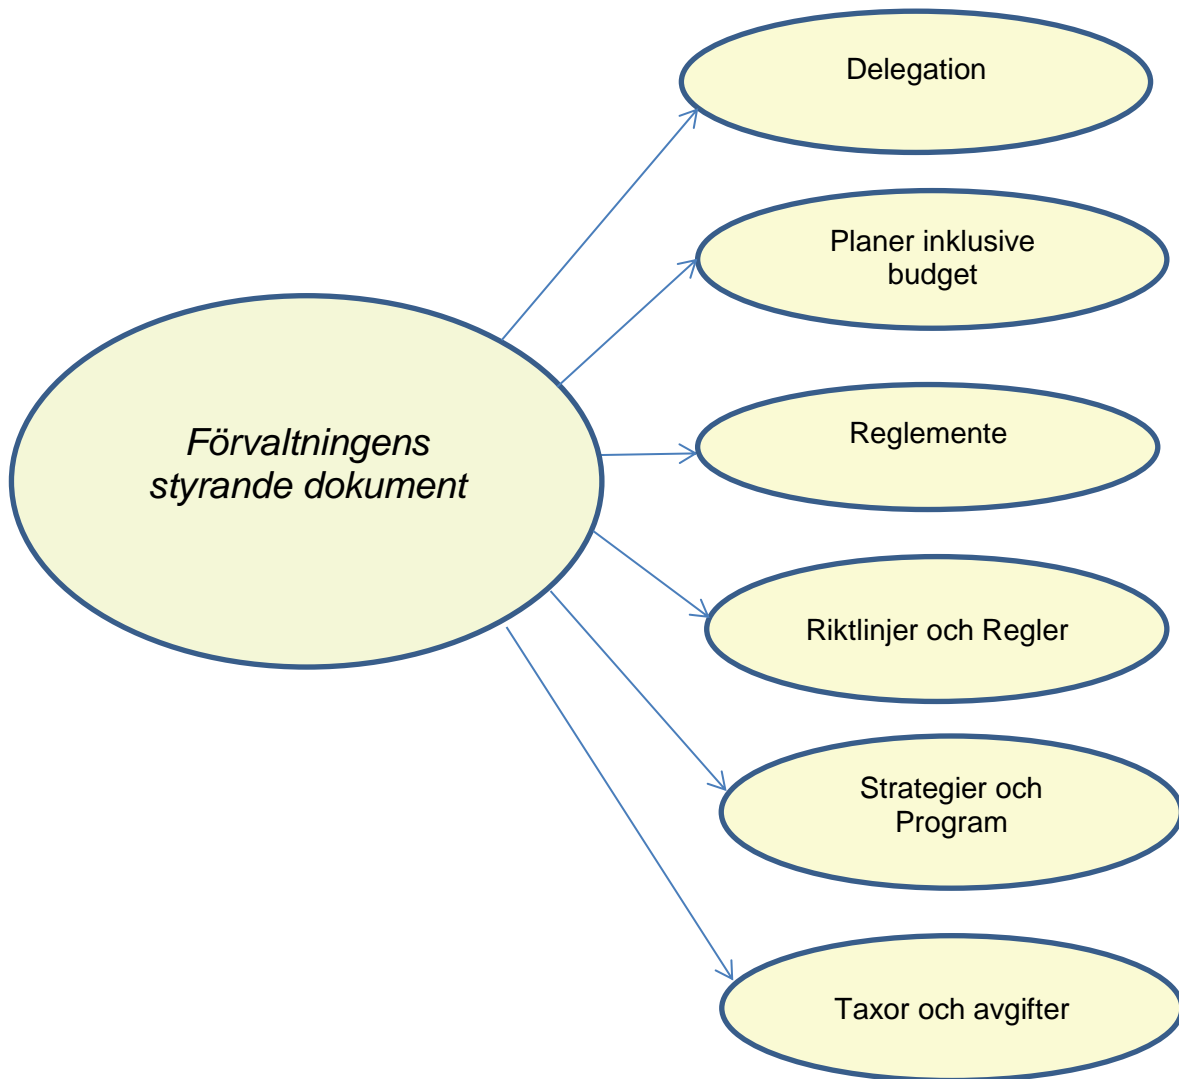 Delegation
Planer inklusive
budget
Förvaltningens
styrande dokument
Reglemente
Riktlinjer och Regler
Strategier och
Program
Taxor och avgifter